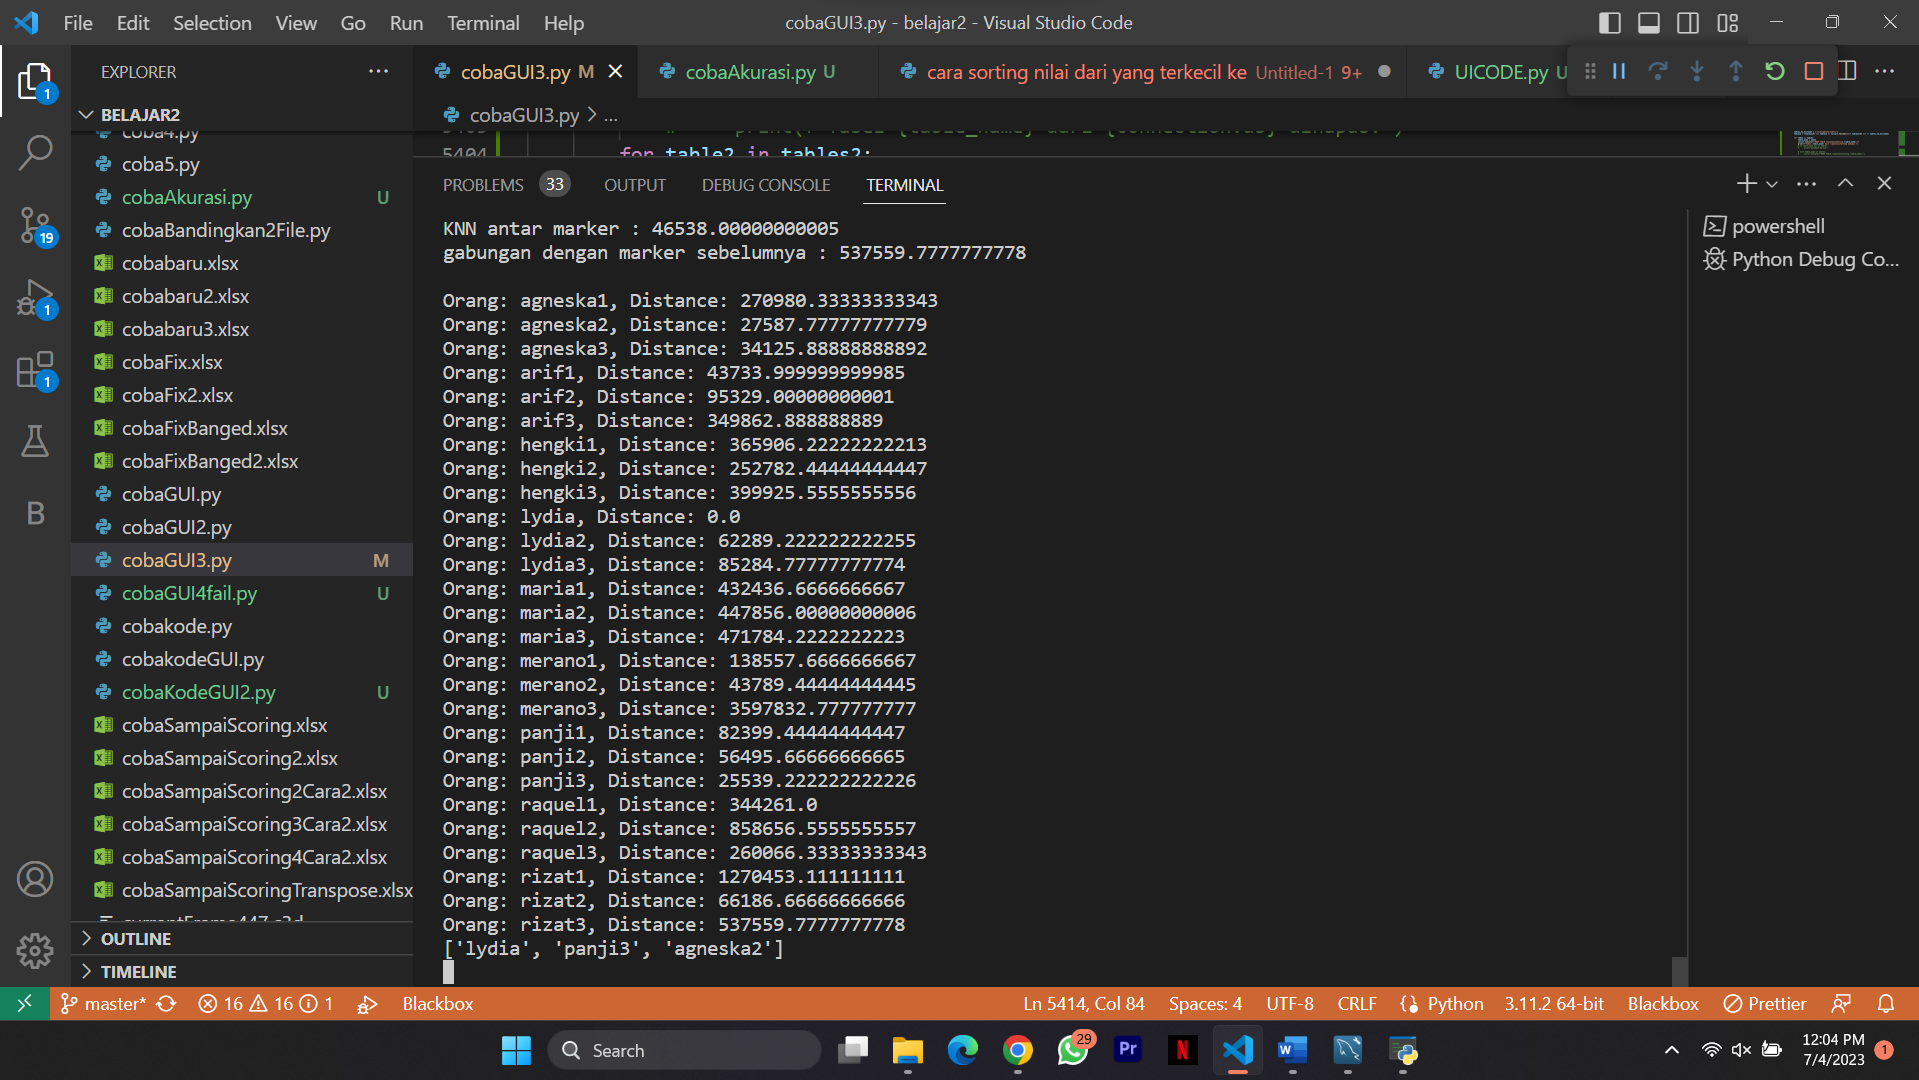 File Edit Selection View Go Run Terminal Help
cobaGUI3.py - belajar2 - Visual Studio Code
EXPLORER
BELAJAR2
coba4.py
coba5.py
cobaAkurasi.py U
cobaBandingkan2File.py
cobabaru.xlsx
cobabaru2.xlsx
cobabaru3.xlsx
cobaFix.xlsx
cobaFix2.xlsx
cobaFixBanged.xlsx
cobaFixBanged2.xlsx
cobaGUI.py
cobaGUI2.py
cobaGUI3.py M
cobaGUI4fail.py U
cobakode.py
cobakodeGUI.py
cobaKodeGUI2.py U
cobaSampaiScoring.xlsx
cobaSampaiScoring2.xlsx
cobaSampaiScoring2Cara2.xlsx
cobaSampaiScoring3Cara2.xlsx
cobaSampaiScoring4Cara2.xlsx
cobaSampaiScoringTranspose.xlsx
OUTLINE
TIMELINE
1
19
1
1
B
cobaGUI3.py M
cobaAkurasi.py U
cara sorting nilai dari yang terkecil ke Untitled-1 9+
UICODE.py U
cobaGUI3.py > ...
5404 for table2 in tables2:
PROBLEMS 33 OUTPUT DEBUG CONSOLE TERMINAL
KNN antar marker : 46538.00000000005
gabungan dengan marker sebelumnya : 537559.7777777778
Orang: agneska1, Distance: 270980.33333333343
Orang: agneska2, Distance: 27587.77777777779
Orang: agneska3, Distance: 34125.88888888892
Orang: arif1, Distance: 43733.999999999985
Orang: arif2, Distance: 95329.00000000001
Orang: arif3, Distance: 349862.888888889
Orang: hengki1, Distance: 365906.22222222213
Orang: hengki2, Distance: 252782.44444444447
Orang: hengki3, Distance: 399925.5555555556
Orang: lydia, Distance: 0.0
Orang: lydia2, Distance: 62289.222222222255
Orang: lydia3, Distance: 85284.77777777774
Orang: maria1, Distance: 432436.6666666667
Orang: maria2, Distance: 447856.00000000006
Orang: maria3, Distance: 471784.2222222223
Orang: merano1, Distance: 138557.6666666667
Orang: merano2, Distance: 43789.44444444445
Orang: merano3, Distance: 3597832.777777777
Orang: panji1, Distance: 82399.44444444447
Orang: panji2, Distance: 56495.66666666665
Orang: panji3, Distance: 25539.222222222226
Orang: raquel1, Distance: 344261.0
Orang: raquel2, Distance: 858656.5555555557
Orang: raquel3, Distance: 260066.33333333343
Orang: rizat1, Distance: 1270453.111111111
Orang: rizat2, Distance: 66186.66666666666
Orang: rizat3, Distance: 537559.7777777778
['lydia', 'panji3', 'agneska2']
powershell
Python Debug Co...
master* 16 16 1 Blackbox
Ln 5414, Col 84 Spaces: 4 UTF-8 CRLF Python 3.11.2 64-bit Blackbox Prettier
Search
29
Pr
N
W
12:04 PM
7/4/2023
1